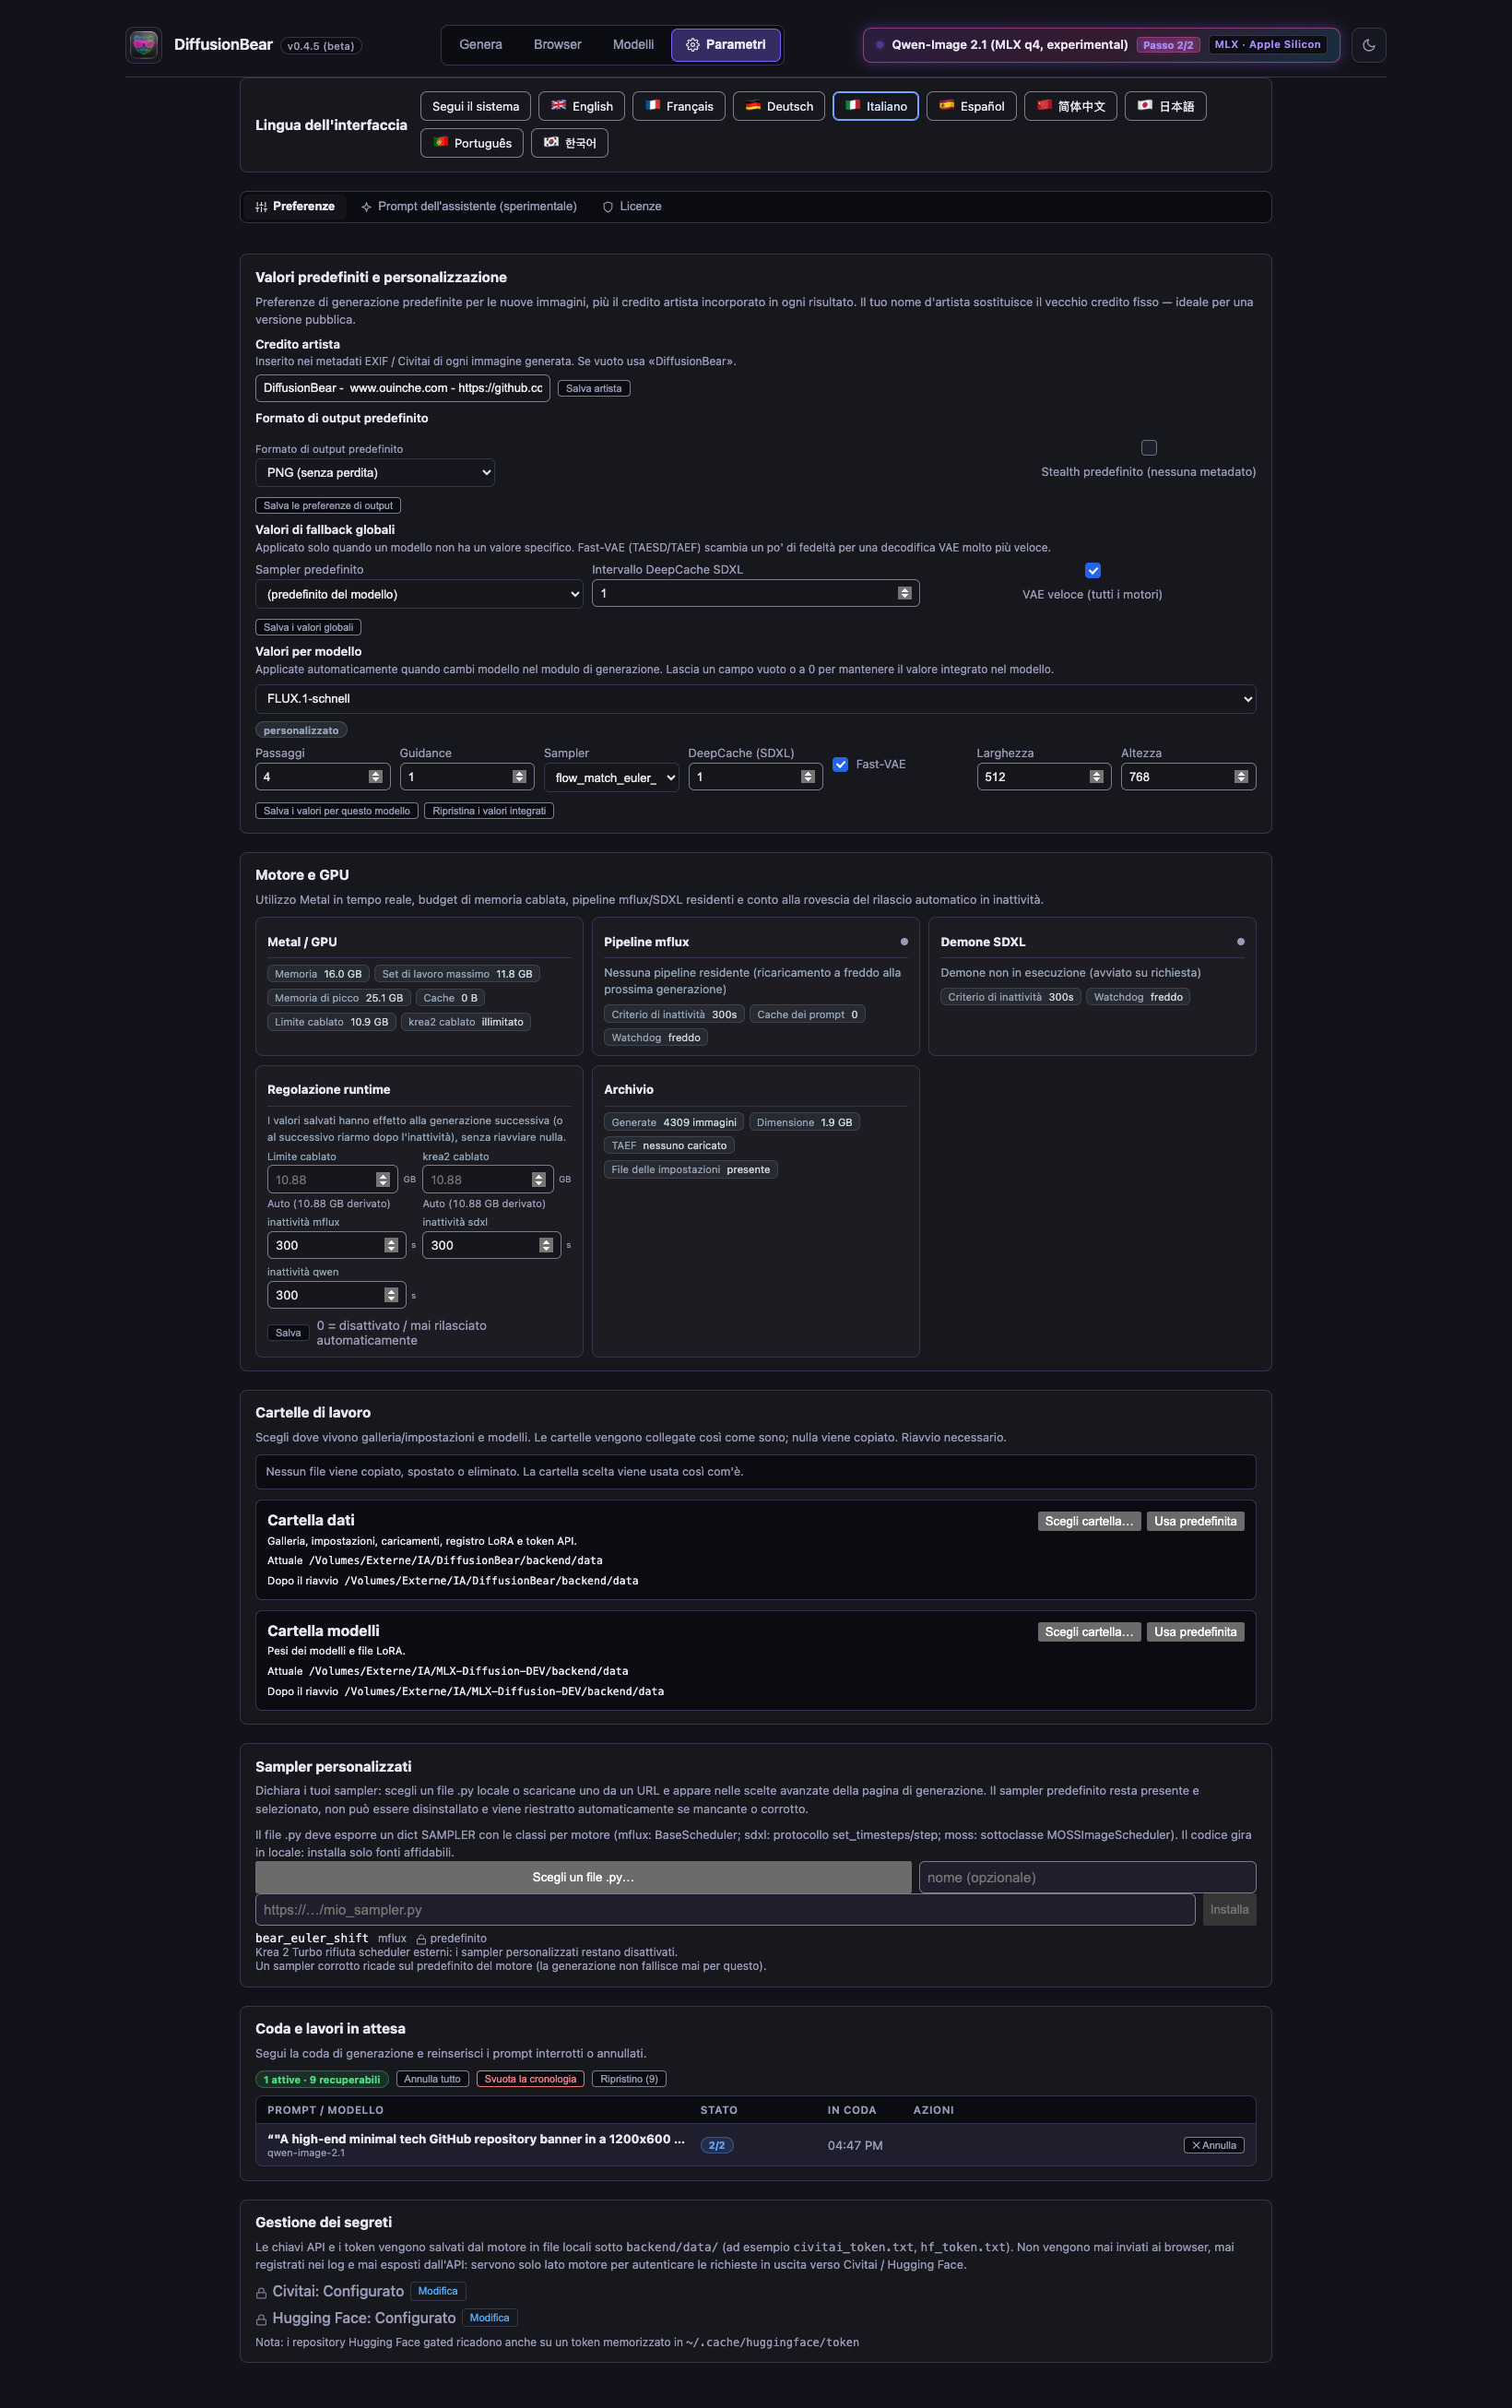 DiffusionBear v0.4.5 (beta)
Genera Browser Modelli Parametri
Qwen-Image 2.1 (MLX q4, experimental) Passo 2/2 MLX · Apple Silicon
Lingua dell'interfaccia
Segui il sistema English Français Deutsch Italiano Español 简体中文 日本語
Português 한국어
Preferenze Prompt dell'assistente (sperimentale) Licenze
Valori predefiniti e personalizzazione
Preferenze di generazione predefinite per le nuove immagini, più il credito artista incorporato in ogni risultato. Il tuo nome d'artista sostituisce il vecchio credito fisso — ideale per una
versione pubblica.
Credito artista
Inserito nei metadati EXIF / Civitai di ogni immagine generata. Se vuoto usa «DiffusionBear».
DiffusionBear - www.ouinche.com - https://github.cc Salva artista
Formato di output predefinito
Formato di output predefinito
PNG (senza perdita) Stealth predefinito (nessuna metadato)
Salva le preferenze di output
Valori di fallback globali
Applicato solo quando un modello non ha un valore specifico. Fast-VAE (TAESD/TAEF) scambia un po' di fedeltà per una decodifica VAE molto più veloce.
Sampler predefinito Intervallo DeepCache SDXL
(predefinito del modello) 1 VAE veloce (tutti i motori)
Salva i valori globali
Valori per modello
Applicate automaticamente quando cambi modello nel modulo di generazione. Lascia un campo vuoto o a 0 per mantenere il valore integrato nel modello.
FLUX.1-schnell
personalizzato
Passaggi Guidance Sampler DeepCache (SDXL) Fast-VAE Larghezza Altezza
4 1 flow_match_euler_ 1 512 768
Salva i valori per questo modello Ripristina i valori integrati
Motore e GPU
Utilizzo Metal in tempo reale, budget di memoria cablata, pipeline mflux/SDXL residenti e conto alla rovescia del rilascio automatico in inattività.
Metal / GPU
Memoria 16.0 GB Set di lavoro massimo 11.8 GB
Memoria di picco 25.1 GB Cache 0 B
Limite cablato 10.9 GB krea2 cablato illimitato
Pipeline mflux
Nessuna pipeline residente (ricaricamento a freddo alla
prossima generazione)
Criterio di inattività 300s Cache dei prompt 0
Watchdog freddo
Demone SDXL
Demone non in esecuzione (avviato su richiesta)
Criterio di inattività 300s Watchdog freddo
Regolazione runtime
I valori salvati hanno effetto alla generazione successiva (o
al successivo riarmo dopo l'inattività), senza riavviare nulla.
Limite cablato krea2 cablato
10.88 GB 10.88 GB
Auto (10.88 GB derivato) Auto (10.88 GB derivato)
inattività mflux inattività sdxl
300 s 300 s
inattività qwen
300 s
Salva 0 = disattivato / mai rilasciato
automaticamente
Archivio
Generate 4309 immagini Dimensione 1.9 GB
TAEF nessuno caricato
File delle impostazioni presente
Cartelle di lavoro
Scegli dove vivono galleria/impostazioni e modelli. Le cartelle vengono collegate così come sono; nulla viene copiato. Riavvio necessario.
Nessun file viene copiato, spostato o eliminato. La cartella scelta viene usata così com'è.
Cartella dati Scegli cartella... Usa predefinita
Galleria, impostazioni, caricamenti, registro LoRA e token API.
Attuale /Volumes/Externe/IA/DiffusionBear/backend/data
Dopo il riavvio /Volumes/Externe/IA/DiffusionBear/backend/data
Cartella modelli Scegli cartella... Usa predefinita
Pesi dei modelli e file LoRA.
Attuale /Volumes/Externe/IA/MLX-Diffusion-DEV/backend/data
Dopo il riavvio /Volumes/Externe/IA/MLX-Diffusion-DEV/backend/data
Sampler personalizzati
Dichiara i tuoi sampler: scegli un file .py locale o scaricane uno da un URL e appare nelle scelte avanzate della pagina di generazione. Il sampler predefinito resta presente e
selezionato, non può essere disinstallato e viene riestratto automaticamente se mancante o corrotto.
Il file .py deve esporre un dict SAMPLER con le classi per motore (mflux: BaseScheduler; sdxl: protocollo set_timesteps/step; moss: sottoclasse MOSSImageScheduler). Il codice gira
in locale: installa solo fonti affidabili.
Scegli un file .py... nome (opzionale)
https://.../mio_sampler.py Installa
bear_euler_shift mflux predefinito
Krea 2 Turbo rifiuta scheduler esterni: i sampler personalizzati restano disattivati.
Un sampler corrotto ricade sul predefinito del motore (la generazione non fallisce mai per questo).
Coda e lavori in attesa
Segui la coda di generazione e reinserisci i prompt interrotti o annullati.
1 attive · 9 recuperabili Annulla tutto Svuota la cronologia Ripristino (9)
PROMPT / MODELLO STATO IN CODA AZIONI
“"A high-end minimal tech GitHub repository banner in a 1200x600 ... 2/2 04:47 PM Annulla
qwen-image-2.1
Gestione dei segreti
Le chiavi API e i token vengono salvati dal motore in file locali sotto backend/data/ (ad esempio civitai_token.txt, hf_token.txt). Non vengono mai inviati ai browser, mai
registrati nei log e mai esposti dall'API: servono solo lato motore per autenticare le richieste in uscita verso Civitai / Hugging Face.
Civitai: Configurato Modifica
Hugging Face: Configurato Modifica
Nota: i repository Hugging Face gated ricadono anche su un token memorizzato in ~/.cache/huggingface/token